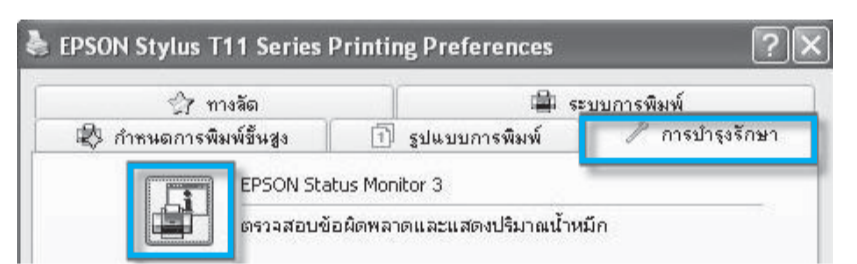 EPSON Stylus T11 Series Printing Preferences
ทางลัด
ระบบการพิมพ์
กำหนดการพิมพ์ขั้นสูง
รูปแบบการพิมพ์
การบำรุงรักษา
EPSON Status Monitor 3
ตรวจสอบข้อผิดพลาดและแสดงปริมาณน้ำหมึก